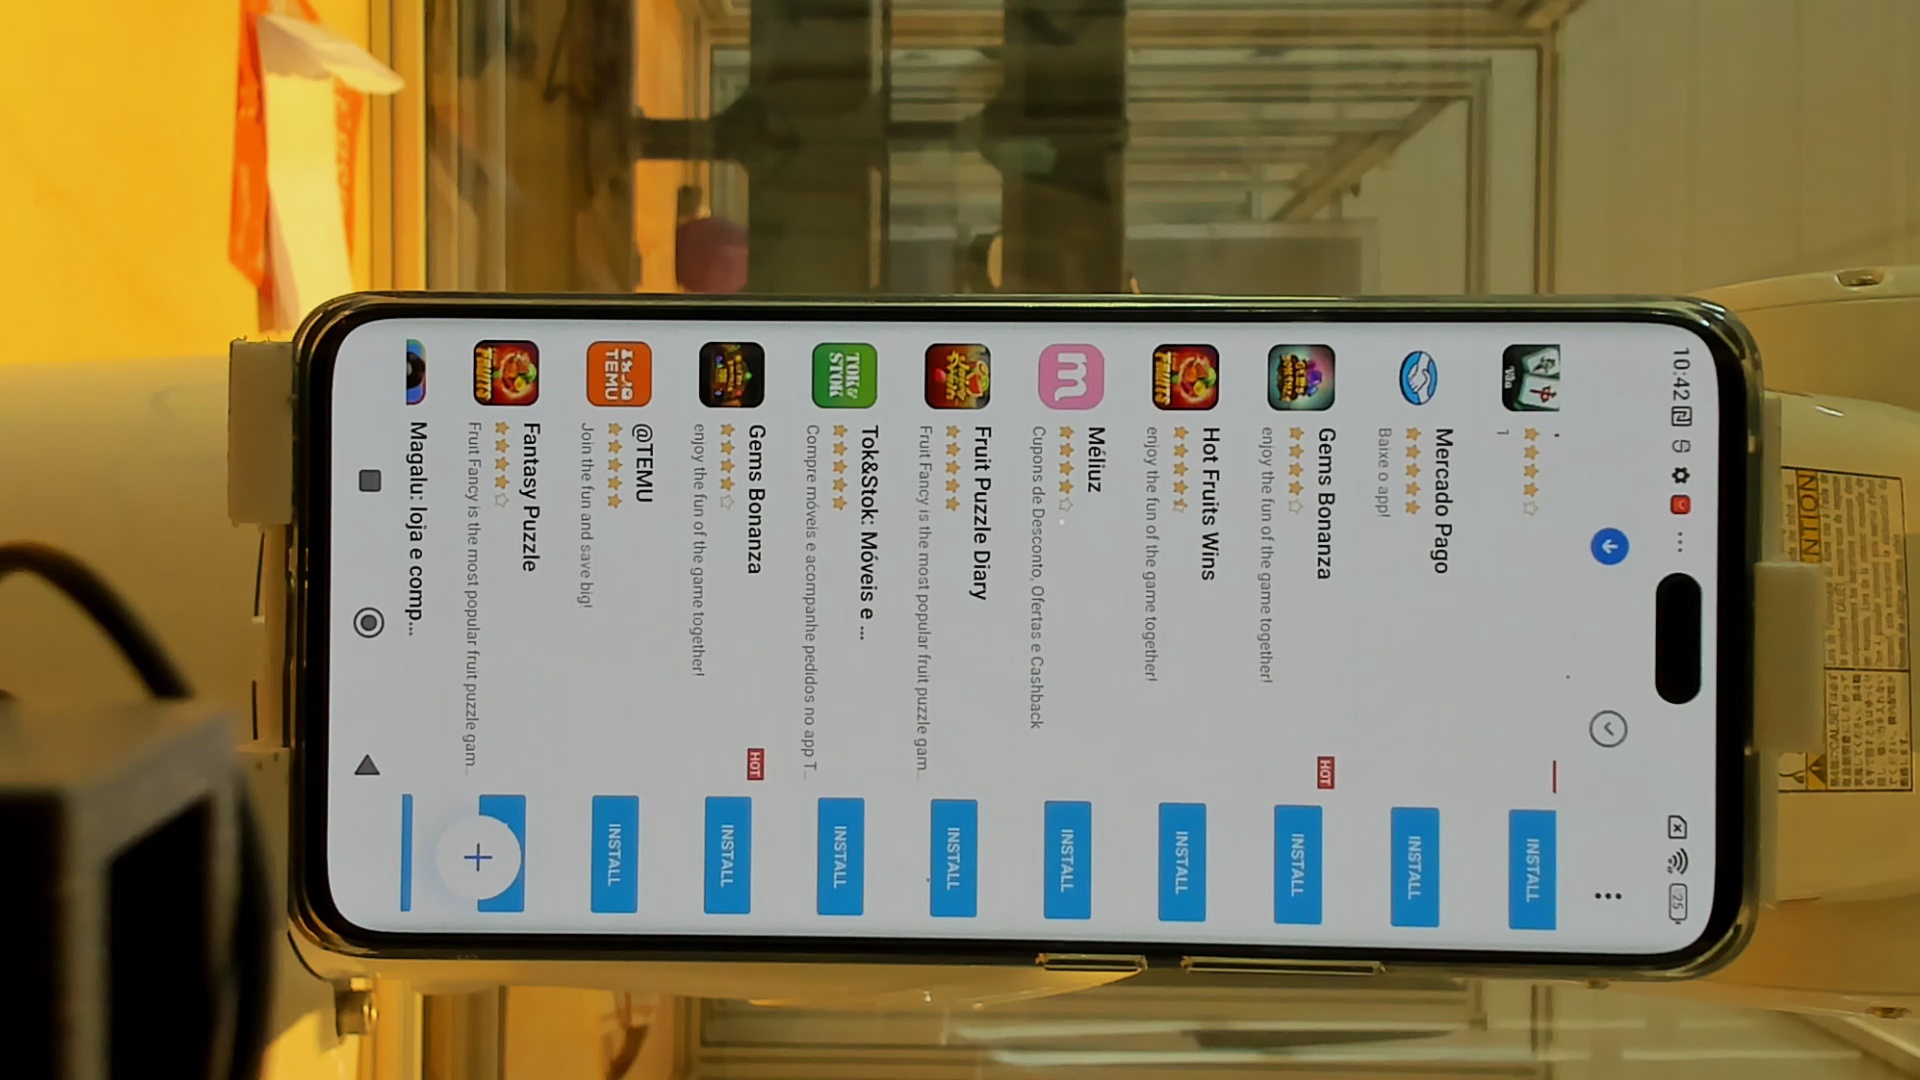 10:42
25
1
INSTALL
Mercado Pago
Baixe o app!
INSTALL
Gems Bonanza
HOT
enjoy the fun of the game together!
INSTALL
FRUITS
Hot Fruits Wins
enjoy the fun of the game together!
INSTALL
m
Méliuz
Cupons de Desconto, Ofertas e Cashback
INSTALL
Fruit Puzzle Diary
Fruit Fancy is the most popular fruit puzzle gam...
INSTALL
TOK&
STOK
Tok&Stok: Móveis e ...
Compre móveis e acompanhe pedidos no app T...
INSTALL
Gems Bonanza
HOT
enjoy the fun of the game together!
INSTALL
TEMU
@TEMU
Join the fun and save big!
INSTALL
FRUITS
Fantasy Puzzle
Fruit Fancy is the most popular fruit puzzle gam...
Magalu: loja e comp...